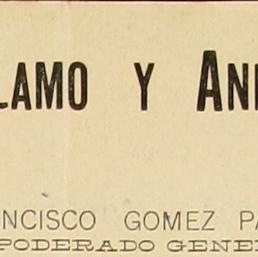 LAMO Y AN
NCISCO GOMEZ PA
PODERADO GENE